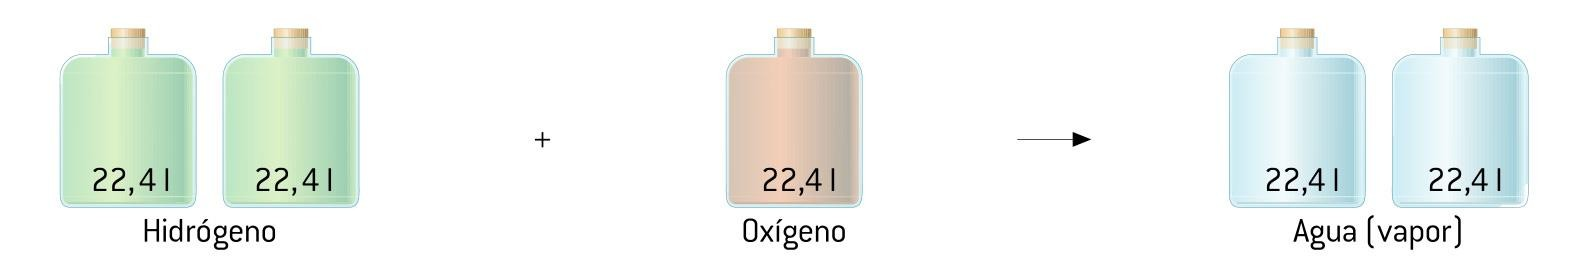 22,4 l 22,4 l + 22,4 l 22,4 l 22,4 l
Hidrógeno Oxígeno Agua (vapor)